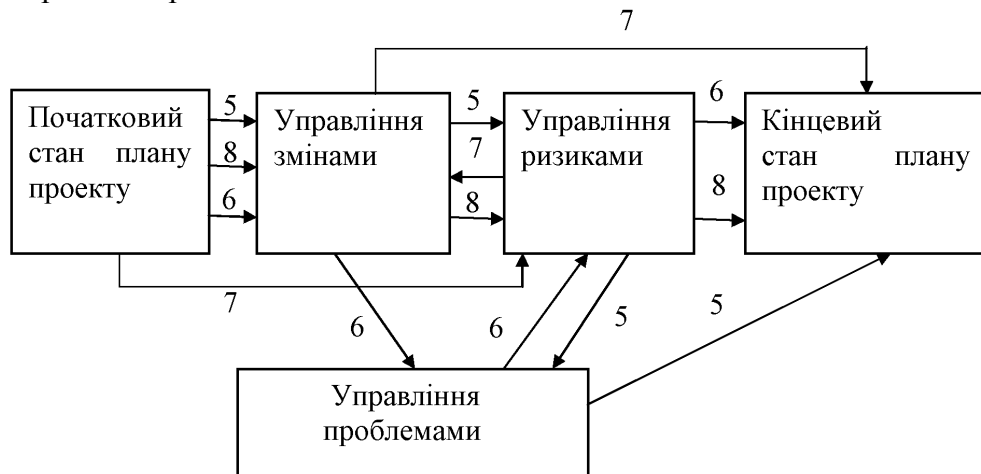 7
Початковий
стан плану
проекту
5
8
6
Управління
змінами
5
7
8
Управління
ризиками
6
8
Кінцевий
стан плану
проекту
7
6
6
5
5
Управління
проблемами